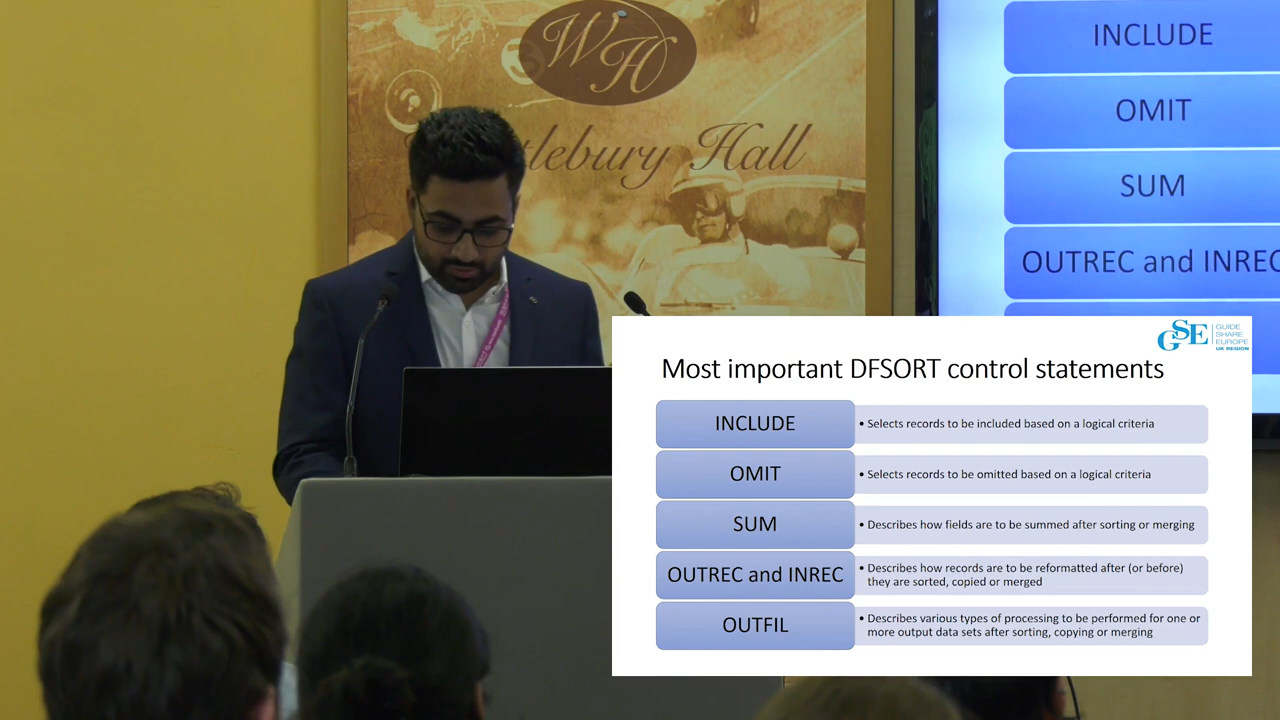 WH
tlebury Hall
INCLUDE
OMIT
SUM
OUTREC and INREC
GSE
GUIDE
SHARE
EUROPE
UK REGION
Most important DFSORT control statements
INCLUDE
• Selects records to be included based on a logical criteria
OMIT
• Selects records to be omitted based on a logical criteria
SUM
• Describes how fields are to be summed after sorting or merging
OUTREC and INREC
• Describes how records are to be reformatted after (or before)
they are sorted, copied or merged
OUTFIL
• Describes various types of processing to be performed for one or
more output data sets after sorting, copying or merging